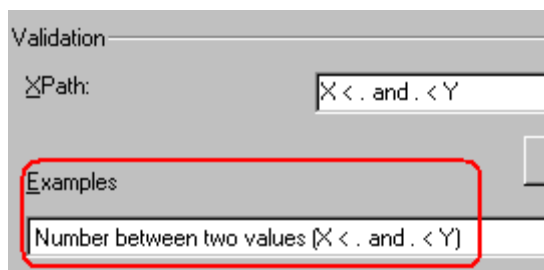 Validation
XPath: X < . and . < Y
Examples
Number between two values (X < . and . < Y)